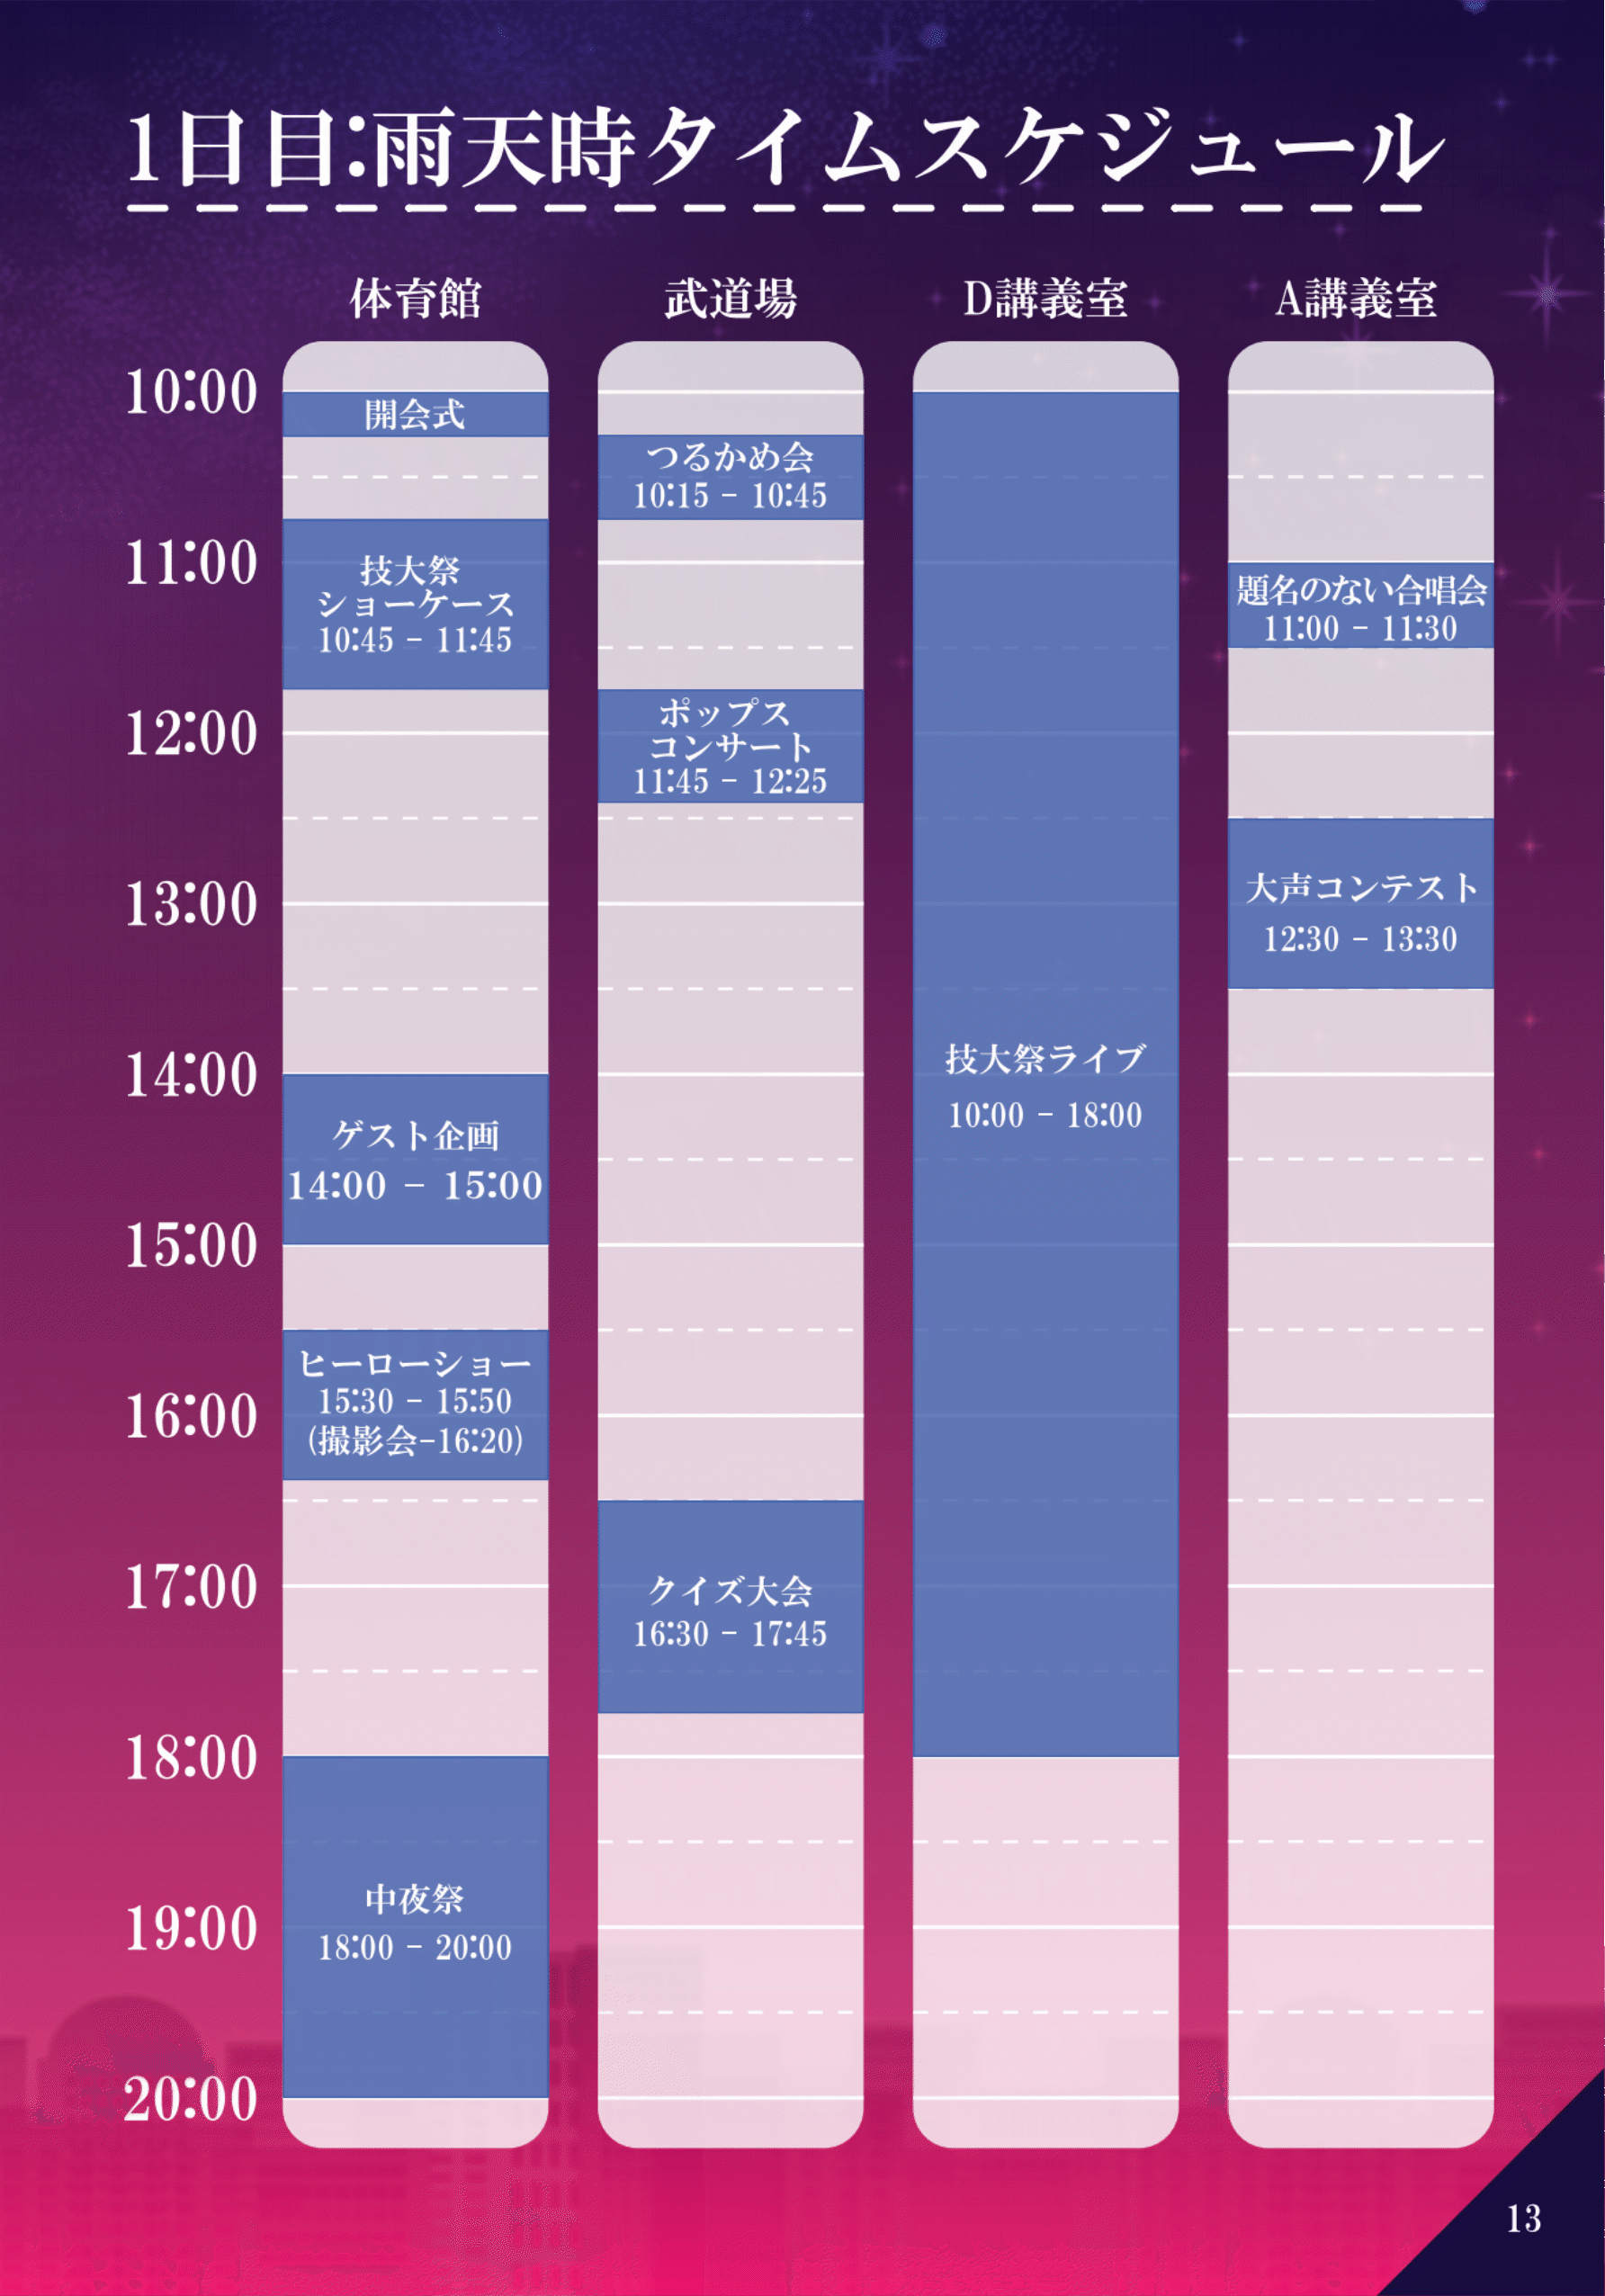 1日目:雨天時タイムスケジュール
体育館
武道場
D講義室
A講義室
10:00
11:00
12:00
13:00
14:00
15:00
16:00
17:00
18:00
19:00
20:00
開会式
技大祭
ショーケース
10:45 − 11:45
ゲスト企画
14:00 − 15:00
ヒーローショー
15:30 − 15:50
(撮影会−16:20)
中夜祭
18:00 − 20:00
つるかめ会
10:15 − 10:45
ポップス
コンサート
11:45 − 12:25
クイズ大会
16:30 − 17:45
技大祭ライブ
10:00 − 18:00
題名のない合唱会
11:00 − 11:30
大声コンテスト
12:30 − 13:30
13